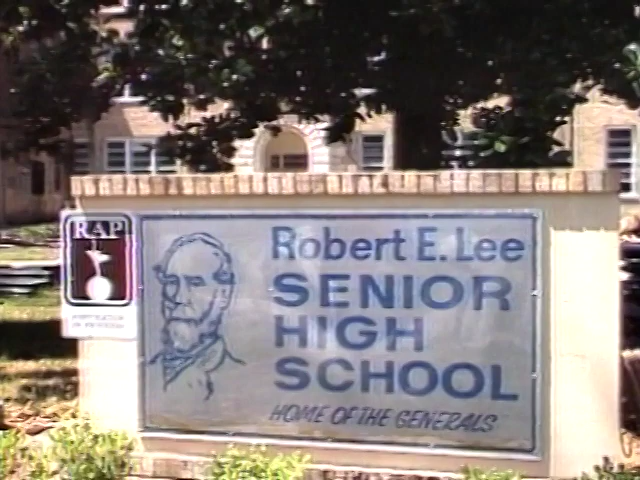 RAP
Robert E. Lee
SENIOR
HIGH
SCHOOL
HOME OF THE GENERALS